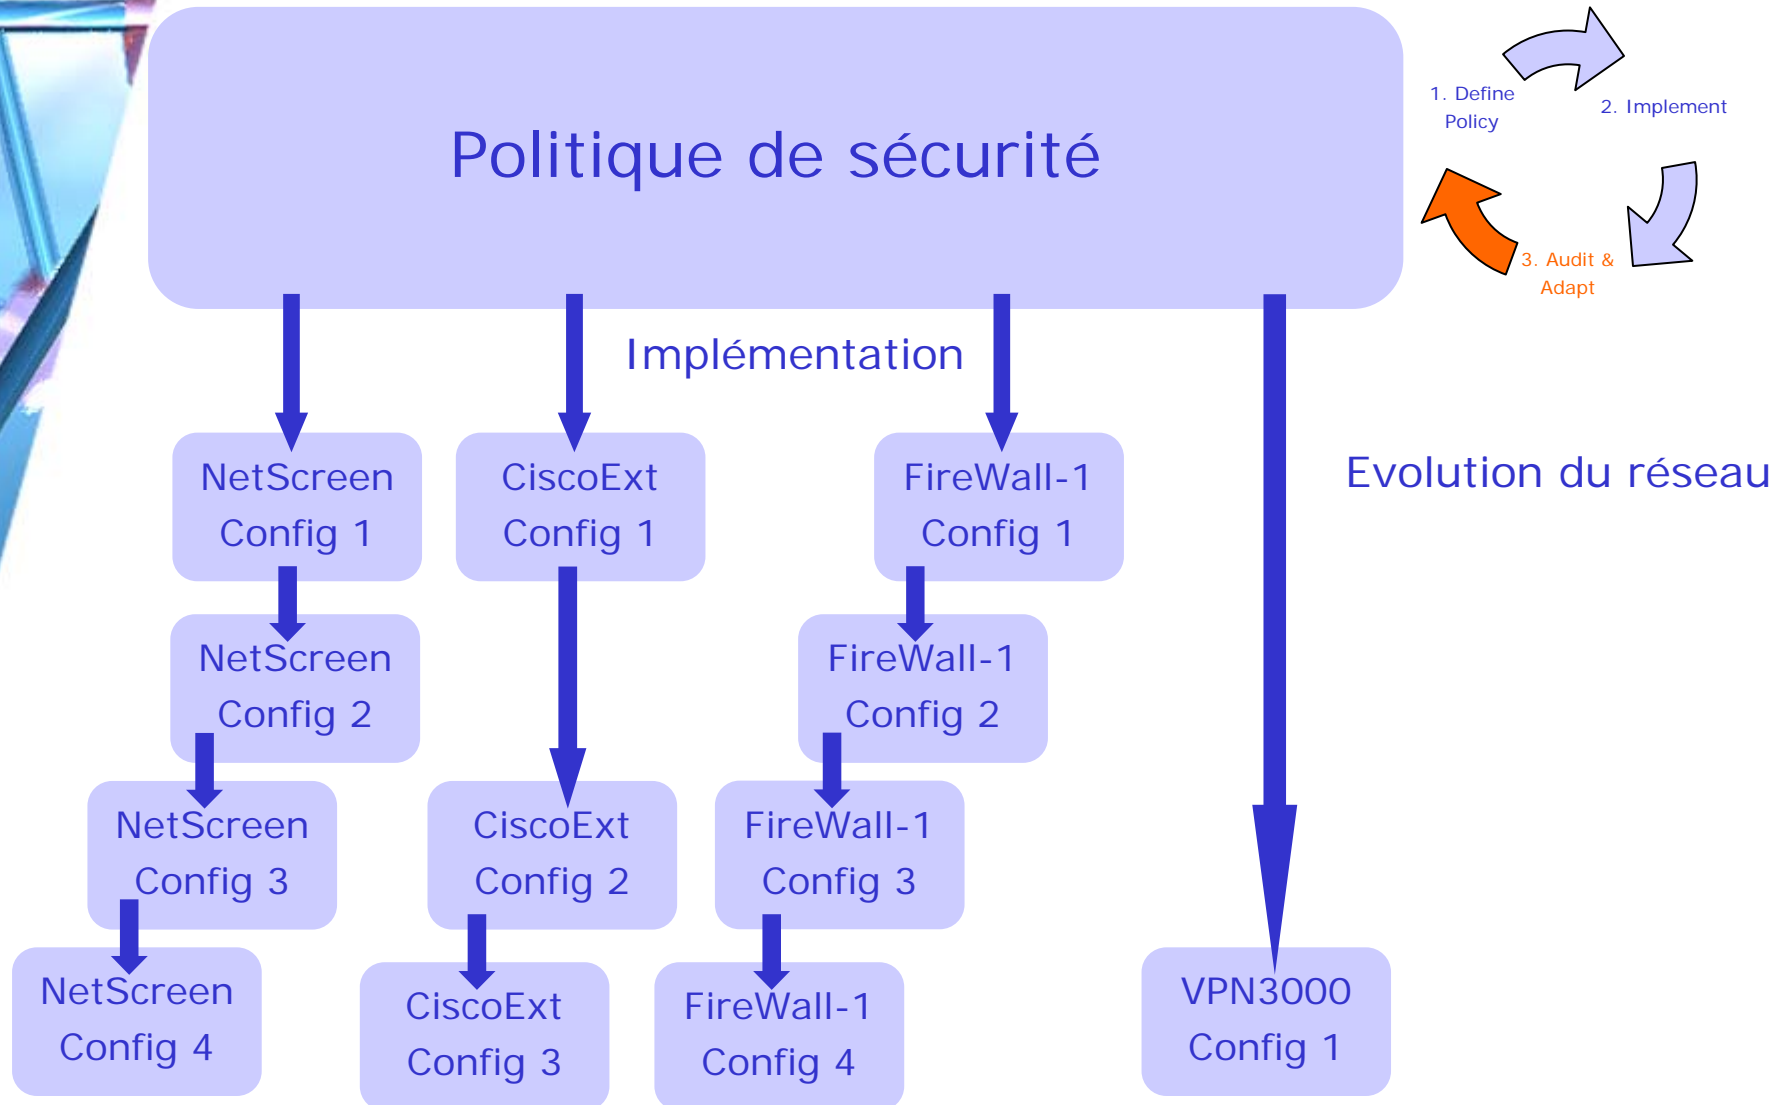 Politique de sécurité
1. Define
Policy
2. Implement
3. Audit &
Adapt
Implémentation
Evolution du réseau
NetScreen
Config 1
CiscoExt
Config 1
FireWall-1
Config 1
NetScreen
Config 2
FireWall-1
Config 2
NetScreen
Config 3
CiscoExt
Config 2
FireWall-1
Config 3
NetScreen
Config 4
CiscoExt
Config 3
FireWall-1
Config 4
VPN3000
Config 1